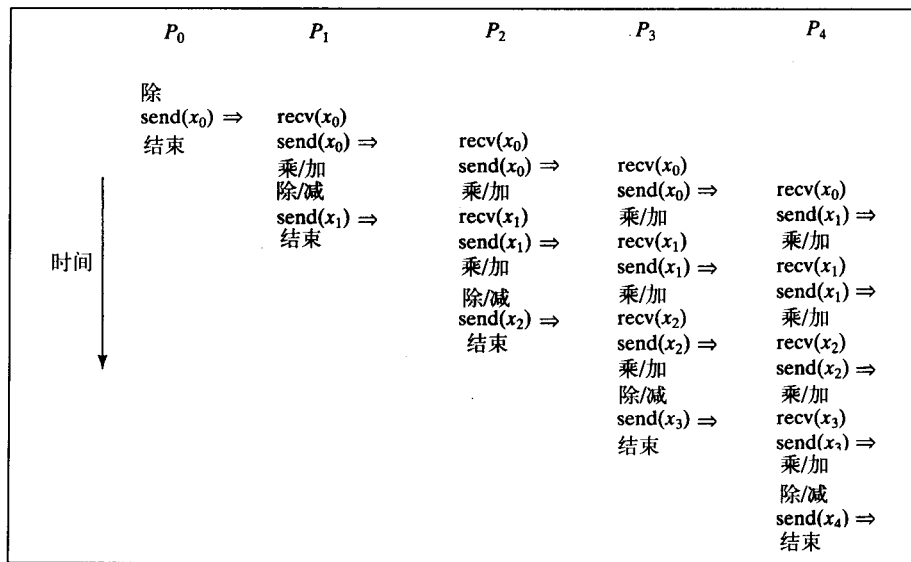 P₀ P₁ P₂ P₃ P₄
除
send(x₀) ⇒
结束
时间
recv(x₀)
send(x₀) ⇒
乘/加
除/减
send(x₁) ⇒
结束
recv(x₀)
send(x₀) ⇒
乘/加
recv(x₁)
send(x₁) ⇒
乘/加
除/减
send(x₂) ⇒
结束
recv(x₀)
send(x₀) ⇒
乘/加
recv(x₁)
send(x₁) ⇒
乘/加
recv(x₂)
send(x₂) ⇒
乘/加
除/减
send(x₃) ⇒
结束
recv(x₀)
send(x₁) ⇒
乘/加
recv(x₁)
send(x₁) ⇒
乘/加
recv(x₂)
send(x₂) ⇒
乘/加
recv(x₃)
send(x₃) ⇒
乘/加
除/减
send(x₄) ⇒
结束